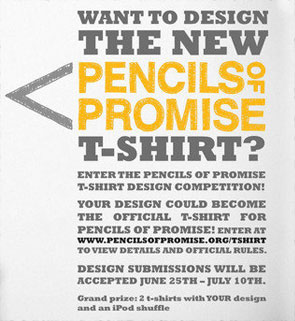 WANT TO DESIGN
THE NEW
PENCILS OF
PROMISE
T-SHIRT?
ENTER THE PENCILS OF PROMISE
T-SHIRT DESIGN COMPETITION!
YOUR DESIGN COULD BECOME
THE OFFICIAL T-SHIRT FOR
PENCILS OF PROMISE! ENTER AT
WWW.PENCILSOFPROMISE.ORG/TSHIRT
TO VIEW DETAILS AND OFFICIAL RULES.
DESIGN SUBMISSIONS WILL BE
ACCEPTED JUNE 25TH - JULY 10TH.
Grand prize: 2 t-shirts with YOUR design
and an iPod shuffle